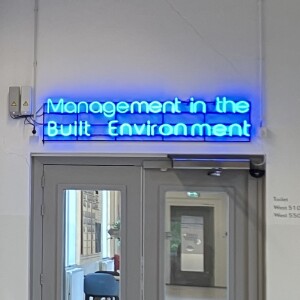 Management in the
Built Environment